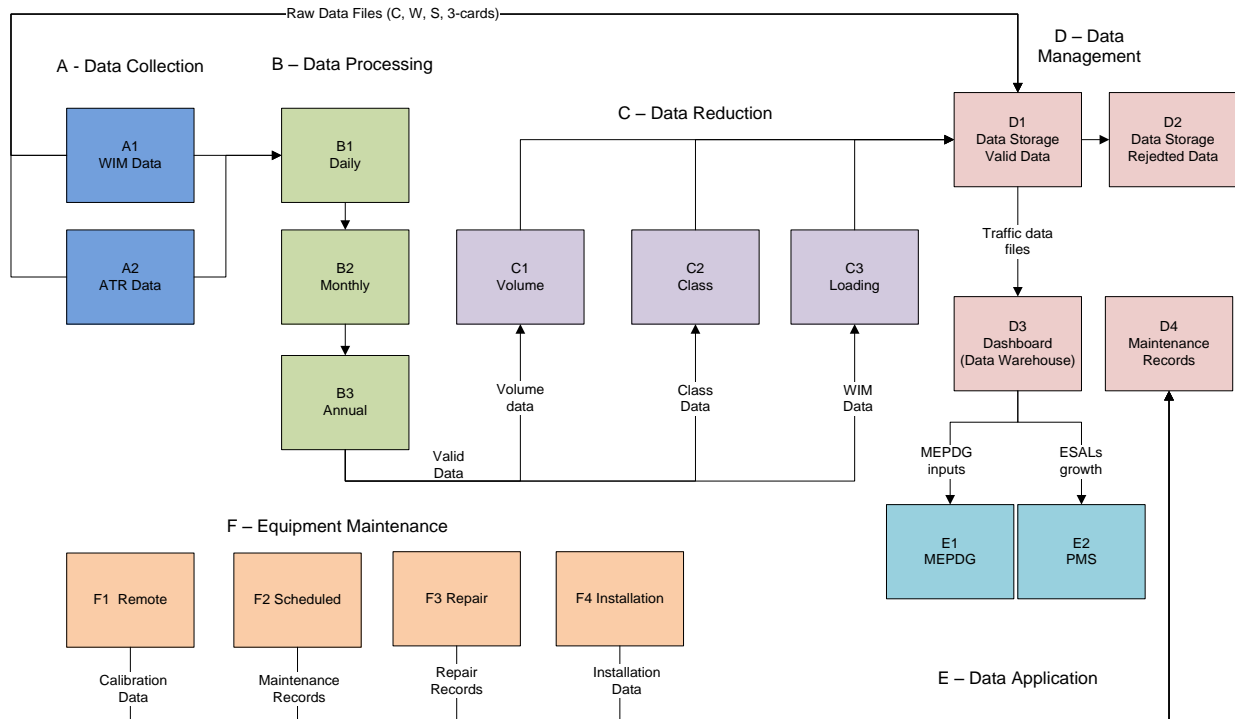 Raw Data Files (C, W, S, 3-cards)
A - Data Collection
B – Data Processing
C – Data Reduction
D – Data
Management
A1
WIM Data
A2
ATR Data
B1
Daily
B2
Monthly
B3
Annual
Valid
Data
C1
Volume
C2
Class
C3
Loading
Volume
data
Class
Data
WIM
Data
D1
Data Storage
Valid Data
D2
Data Storage
Rejedted Data
Traffic data
files
D3
Dashboard
(Data Warehouse)
D4
Maintenance
Records
MEPDG
inputs
ESALs
growth
E1
MEPDG
E2
PMS
E – Data Application
F – Equipment Maintenance
F1  Remote
F2 Scheduled
F3 Repair
F4 Installation
Calibration
Data
Maintenance
Records
Repair
Records
Installation
Data